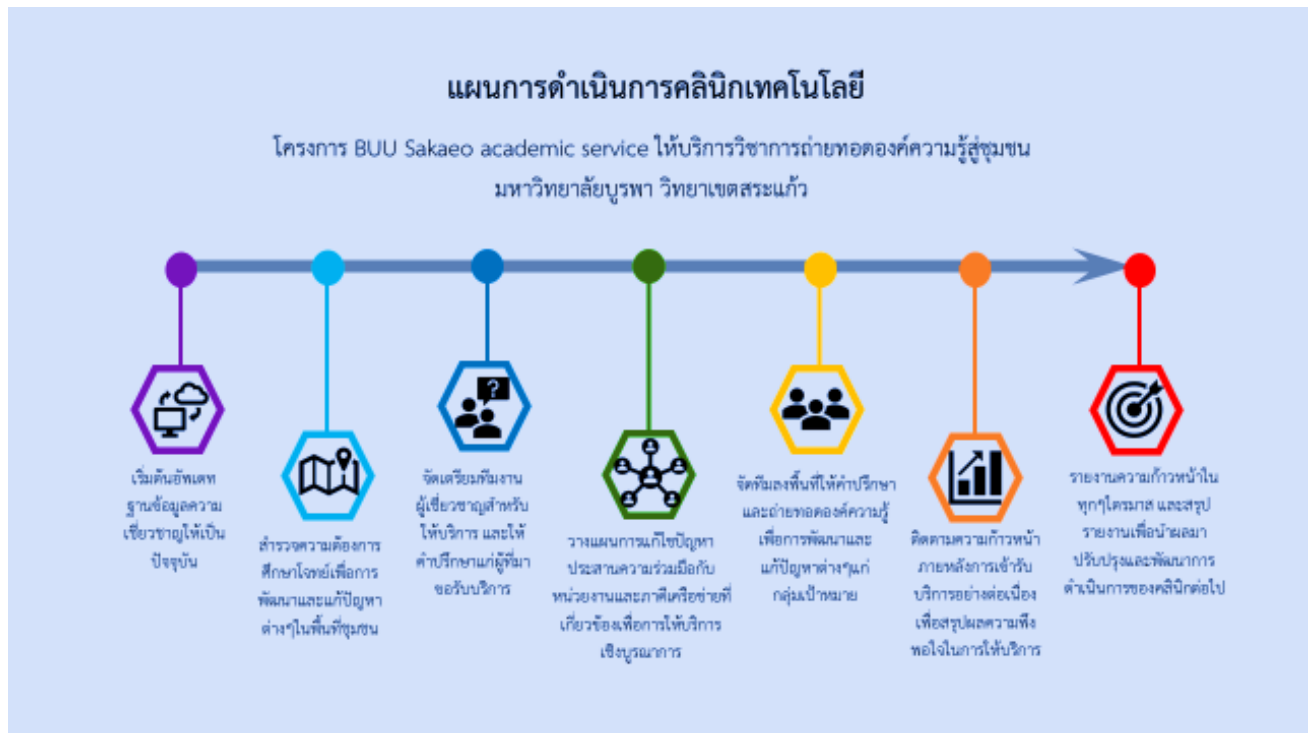 แผนการดำเนินการคลินิกเทคโนโลยี
โครงการ BUU Sakaeo academic service ให้บริการวิชาการถ่ายทอดองค์ความรู้สู่ชุมชน
มหาวิทยาลัยบูรพา วิทยาเขตสระแก้ว
เริ่มต้นอัพเดท
ฐานข้อมูลความ
เชี่ยวชาญให้เป็น
ปัจจุบัน
สำรวจความต้องการ
ศึกษาโจทย์เพื่อการ
พัฒนาและแก้ปัญหา
ต่างๆในพื้นที่ชุมชน
จัดเตรียมทีมงาน
ผู้เชี่ยวชาญสำหรับ
ให้บริการ และให้
คำปรึกษาแก่ผู้ที่มา
ขอรับบริการ
?
วางแผนการแก้ไขปัญหา
ประสานความร่วมมือกับ
หน่วยงานและภาคีเครือข่ายที่
เกี่ยวข้องเพื่อการให้บริการ
เชิงบูรณาการ
จัดทีมลงพื้นที่ให้คำปรึกษา
และถ่ายทอดองค์ความรู้
เพื่อการพัฒนาและ
แก้ปัญหาต่างๆแก่
กลุ่มเป้าหมาย
ติดตามความก้าวหน้า
ภายหลังการเข้ารับ
บริการอย่างต่อเนื่อง
เพื่อสรุปผลความพึง
พอใจในการให้บริการ
รายงานความก้าวหน้าใน
ทุกๆไตรมาส และสรุป
รายงานเพื่อนำผลมา
ปรับปรุงและพัฒนาการ
ดำเนินการของคลินิกต่อไป